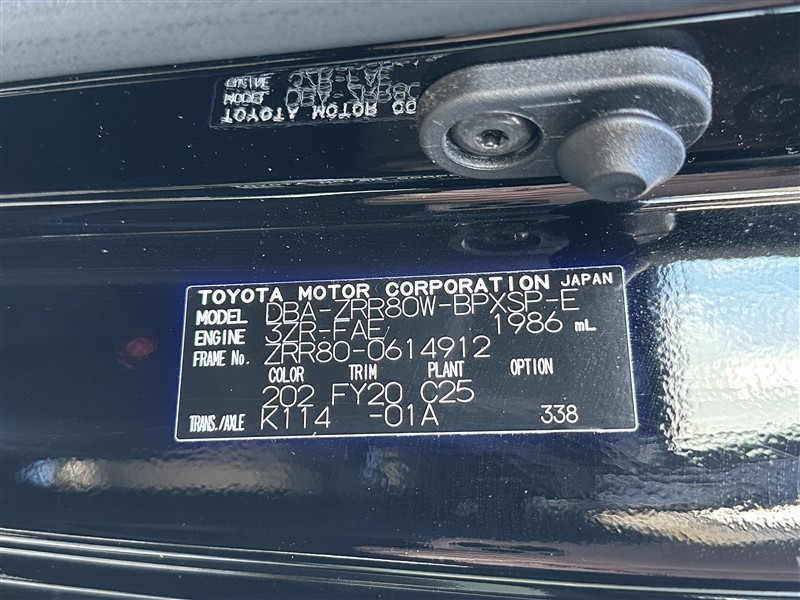 TOYOTA MOTOR CORPORATION JAPAN
MODEL DBA-ZRR80W-BPXSP-E
ENGINE 3ZR-FAE 1986 mL
FRAME No. ZRR80-0614912
COLOR TRIM PLANT OPTION
202 FY20 C25
TRANS./AXLE K114 -01A 338